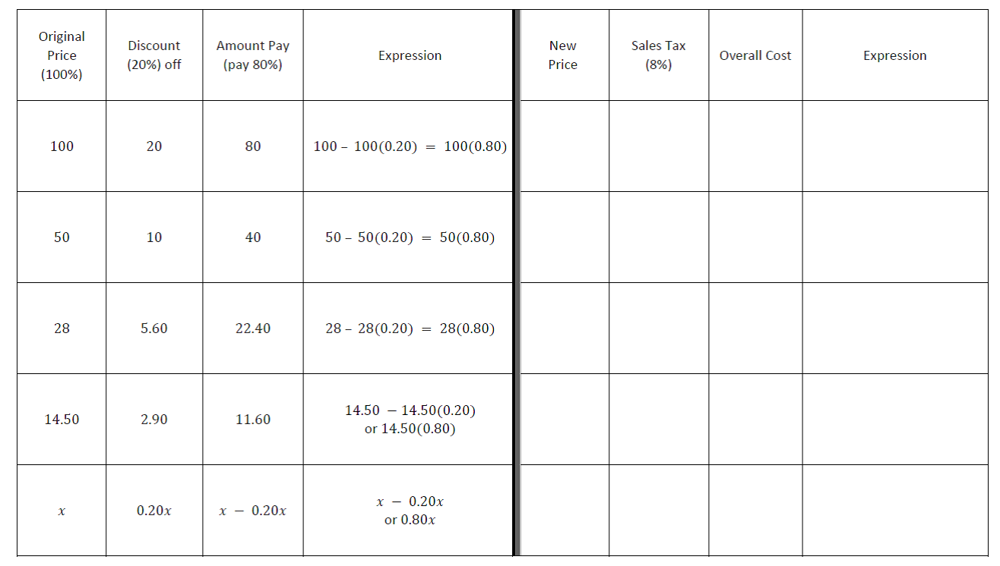 Original
Price
(100%)
Discount
(20%) off
Amount Pay
(pay 80%)
Expression
New
Price
Sales Tax
(8%)
Overall Cost
Expression
100
20
80
100 – 100(0.20) = 100(0.80)
50
10
40
50 – 50(0.20) = 50(0.80)
28
5.60
22.40
28 – 28(0.20) = 28(0.80)
14.50
2.90
11.60
14.50 − 14.50(0.20)
or 14.50(0.80)
x
0.20x
x − 0.20x
x − 0.20x
or 0.80x